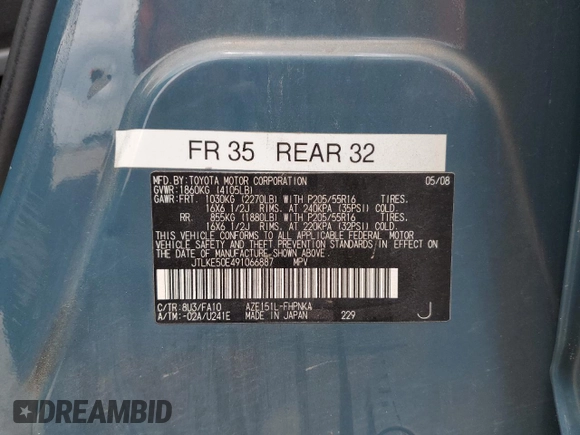 FR 35 REAR 32
MFD.BY:TOYOTA MOTOR CORPORATION 05/08
GVWR:1860KG (4105LB)
GAWR:FRT. 1030KG (2270LB) WITH P205/55R16 TIRES.
16X6 1/2J RIMS. AT 240KPA (35PSI) COLD.
RR. 855KG (1880LB) WITH P205/55R16 TIRES.
16X6 1/2J RIMS. AT 220KPA (32PSI) COLD.
THIS VEHICLE CONFORMS TO ALL APPLICABLE FEDERAL MOTOR
VEHICLE SAFETY AND THEFT PREVENTION STANDARDS IN EFFECT ON
THE DATE OF MANUFACTURE SHOWN ABOVE.
JTLKE50E491066887 MPV
C/TR:8U3/FA10 AZE151L-FHPNKA
A/TM:-02A/U241E MADE IN JAPAN 229 J
DREAMBID